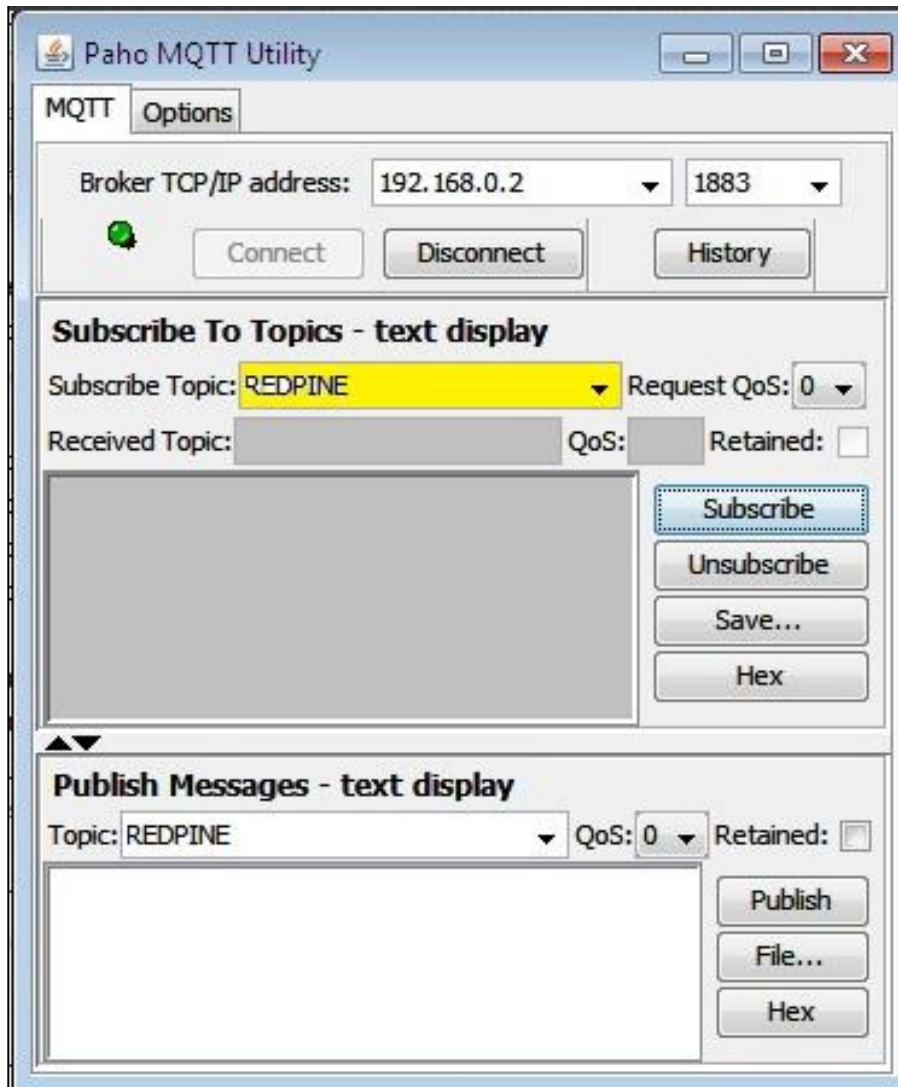 Paho MQTT Utility
MQTT Options
Broker TCP/IP address: 192.168.0.2 1883
Connect Disconnect History
Subscribe To Topics - text display
Subscribe Topic: REDPINE Request QoS: 0
Received Topic: QoS: Retained:
Subscribe
Unsubscribe
Save...
Hex
Publish Messages - text display
Topic: REDPINE QoS: 0 Retained:
Publish
File...
Hex